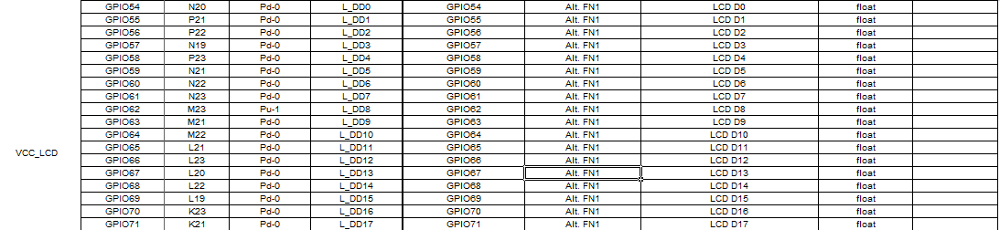 GPIO54 N20 Pd-0 L_DD0 GPIO54 Alt. FN1 LCD D0 float
GPIO55 P21 Pd-0 L_DD1 GPIO55 Alt. FN1 LCD D1 float
GPIO56 P22 Pd-0 L_DD2 GPIO56 Alt. FN1 LCD D2 float
GPIO57 N19 Pd-0 L_DD3 GPIO57 Alt. FN1 LCD D3 float
GPIO58 P23 Pd-0 L_DD4 GPIO58 Alt. FN1 LCD D4 float
GPIO59 N21 Pd-0 L_DD5 GPIO59 Alt. FN1 LCD D5 float
GPIO60 N22 Pd-0 L_DD6 GPIO60 Alt. FN1 LCD D6 float
GPIO61 N23 Pd-0 L_DD7 GPIO61 Alt. FN1 LCD D7 float
GPIO62 M23 Pu-1 L_DD8 GPIO62 Alt. FN1 LCD D8 float
GPIO63 M21 Pd-0 L_DD9 GPIO63 Alt. FN1 LCD D9 float
GPIO64 M22 Pd-0 L_DD10 GPIO64 Alt. FN1 LCD D10 float
VCC_LCD GPIO65 L21 Pd-0 L_DD11 GPIO65 Alt. FN1 LCD D11 float
GPIO66 L23 Pd-0 L_DD12 GPIO66 Alt. FN1 LCD D12 float
GPIO67 L20 Pd-0 L_DD13 GPIO67 Alt. FN1 LCD D13 float
GPIO68 L22 Pd-0 L_DD14 GPIO68 Alt. FN1 LCD D14 float
GPIO69 L19 Pd-0 L_DD15 GPIO69 Alt. FN1 LCD D15 float
GPIO70 K23 Pd-0 L_DD16 GPIO70 Alt. FN1 LCD D16 float
GPIO71 K21 Pd-0 L_DD17 GPIO71 Alt. FN1 LCD D17 float